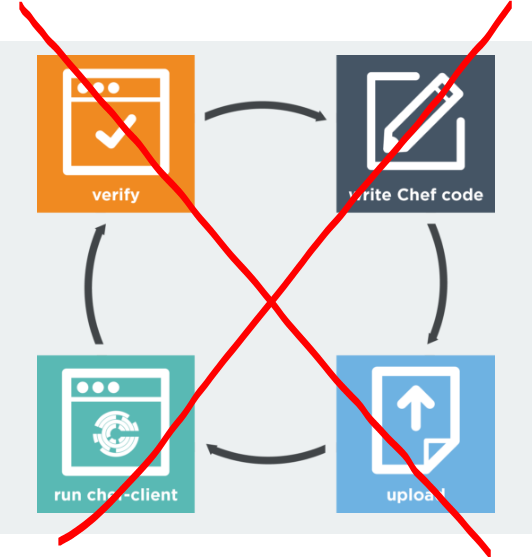 verify
write Chef code
run chef-client
upload